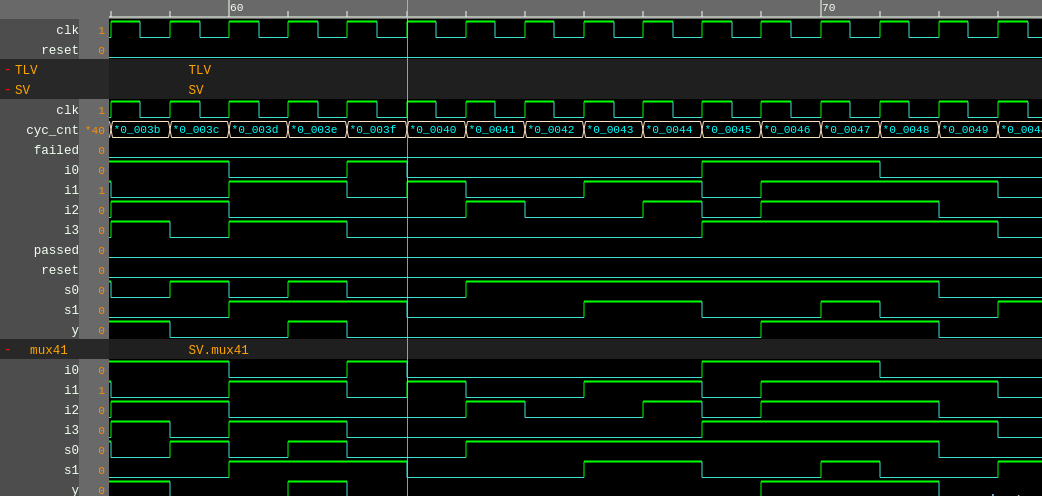 60 70
clk 1
reset 0
- TLV TLV
- SV SV
clk 1
cyc_cnt *40 *0_003b *0_003c *0_003d *0_003e *0_003f *0_0040 *0_0041 *0_0042 *0_0043 *0_0044 *0_0045 *0_0046 *0_0047 *0_0048 *0_0049
failed 0
i0 0
i1 1
i2 0
i3 0
passed 0
reset 0
s0 0
s1 0
y 0
- mux41 SV.mux41
i0 0
i1 1
i2 0
i3 0
s0 0
s1 0
y 0